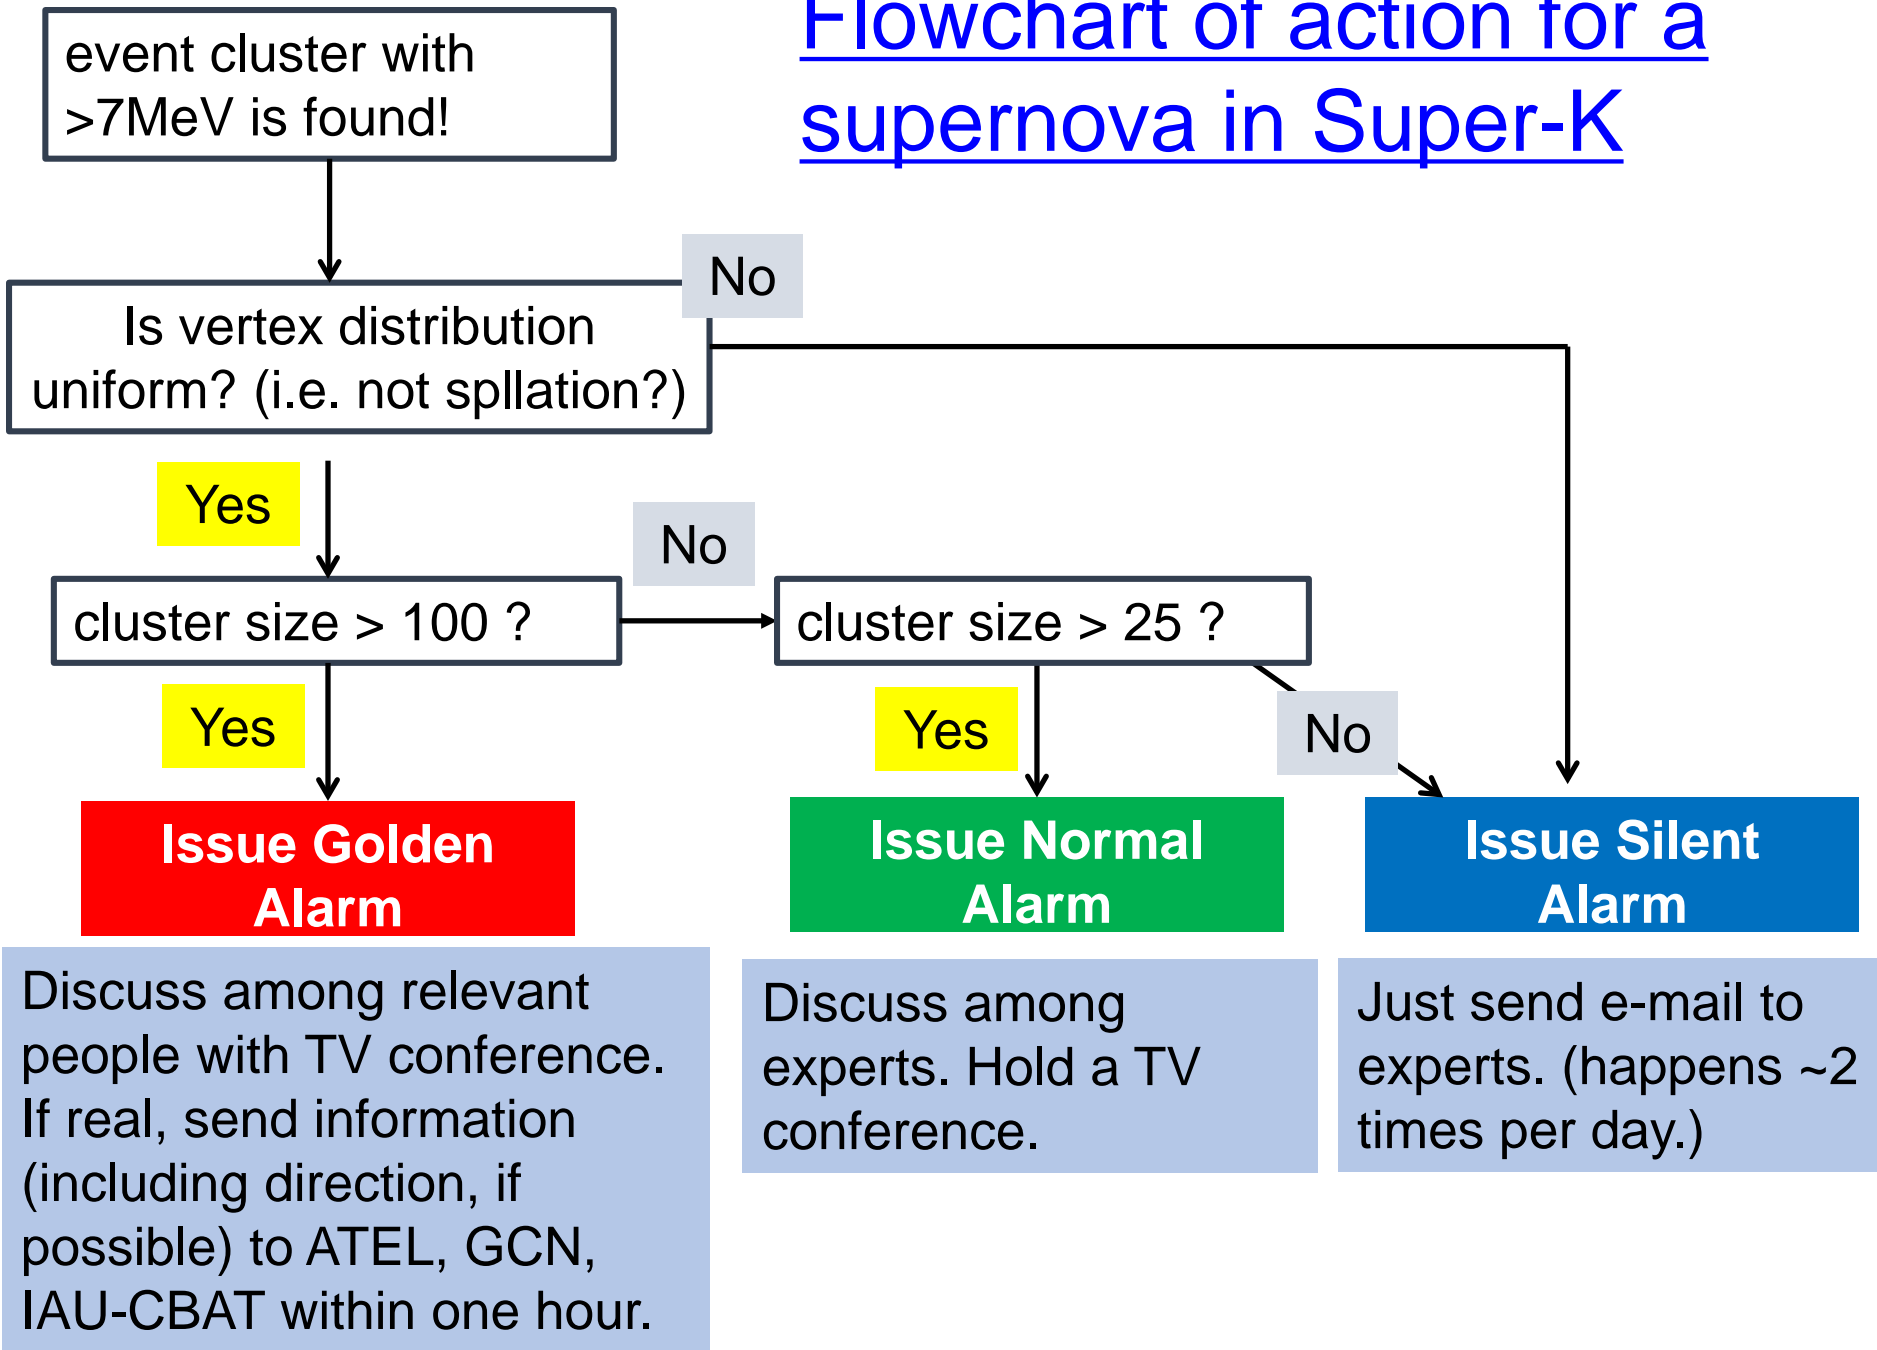 Flowchart of action for a
supernova in Super-K
event cluster with
>7MeV is found!
No
Is vertex distribution
uniform? (i.e. not spllation?)
Yes
No
cluster size > 100 ?
cluster size > 25 ?
Yes
Yes
No
Issue Golden
Alarm
Issue Normal
Alarm
Issue Silent
Alarm
Discuss among relevant
people with TV conference.
If real, send information
(including direction, if
possible) to ATEL, GCN,
IAU-CBAT within one hour.
Discuss among
experts. Hold a TV
conference.
Just send e-mail to
experts. (happens ~2
times per day.)